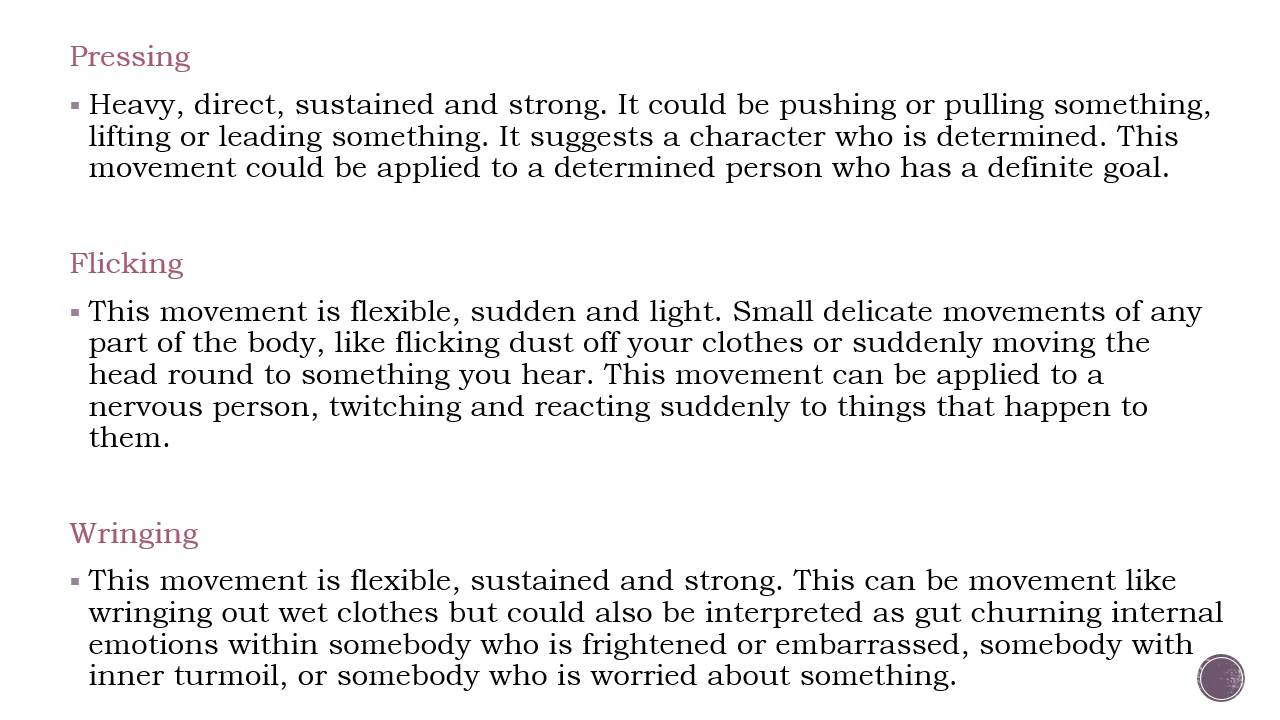 Pressing
▪ Heavy, direct, sustained and strong. It could be pushing or pulling something,
lifting or leading something. It suggests a character who is determined. This
movement could be applied to a determined person who has a definite goal.
Flicking
▪ This movement is flexible, sudden and light. Small delicate movements of any
part of the body, like flicking dust off your clothes or suddenly moving the
head round to something you hear. This movement can be applied to a
nervous person, twitching and reacting suddenly to things that happen to
them.
Wringing
▪ This movement is flexible, sustained and strong. This can be movement like
wringing out wet clothes but could also be interpreted as gut churning internal
emotions within somebody who is frightened or embarrassed, somebody with
inner turmoil, or somebody who is worried about something.